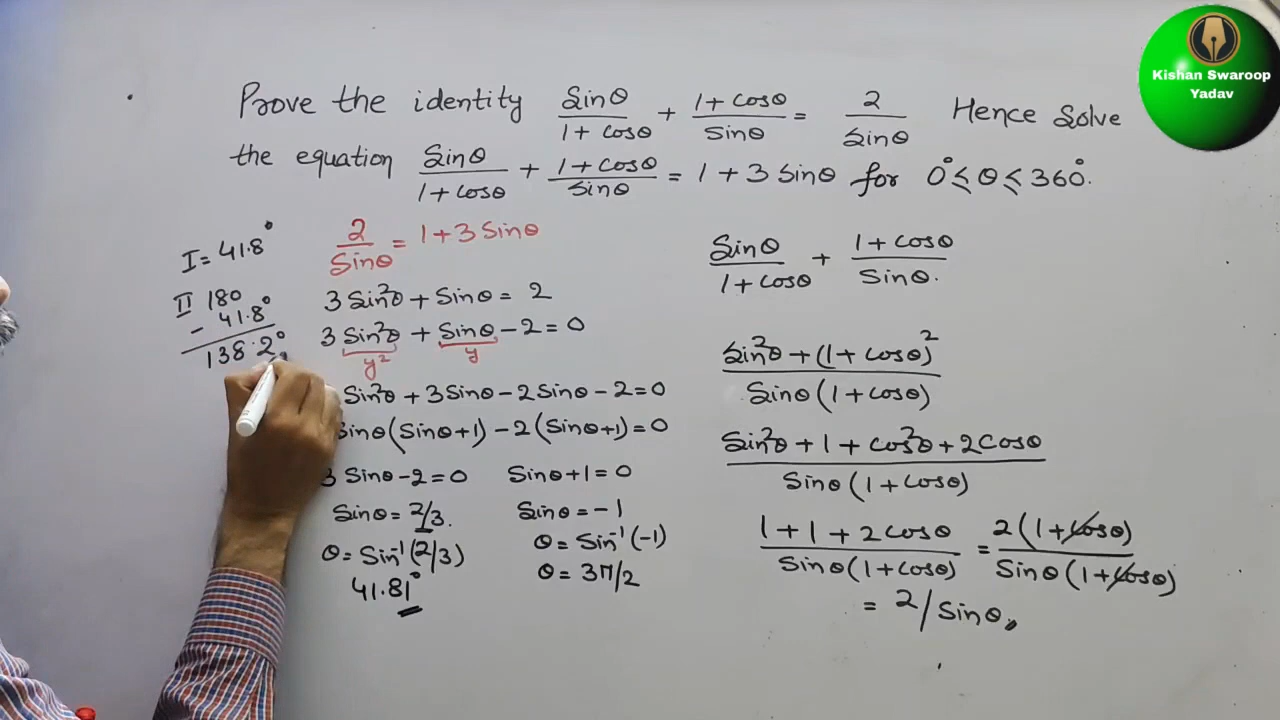 Kishan Swaroop
Yadav
Prove the identity Sinθ/(1 + cosθ) + (1 + cosθ)/Sinθ = 2/Sinθ Hence Solve
the equation Sinθ/(1 + cosθ) + (1 + cosθ)/Sinθ = 1 + 3 Sinθ for 0° ≤ θ ≤ 360°.
I = 41.8°
II 180
- 41.8°
138.2°
2/Sinθ = 1 + 3 Sinθ
3 Sin²θ + Sinθ = 2
3 Sin²θ + Sinθ - 2 = 0
y² y
Sin²θ + 3 Sinθ - 2 Sinθ - 2 = 0
Sinθ (Sinθ + 1) - 2 (Sinθ + 1) = 0
3 Sinθ - 2 = 0 Sinθ + 1 = 0
Sinθ = 2/3. Sinθ = -1
θ = Sin⁻¹(2/3) θ = Sin⁻¹(-1)
41.81° θ = 3π/2
Sinθ/(1 + cosθ) + (1 + cosθ)/Sinθ.
(Sin²θ + (1 + cosθ)²)/(Sinθ (1 + cosθ))
(Sin²θ + 1 + cos²θ + 2 cosθ)/(Sinθ (1 + cosθ))
(1 + 1 + 2 cosθ)/(Sinθ (1 + cosθ)) = 2 (1 + cosθ)/(Sinθ (1 + cosθ))
= 2/Sinθ